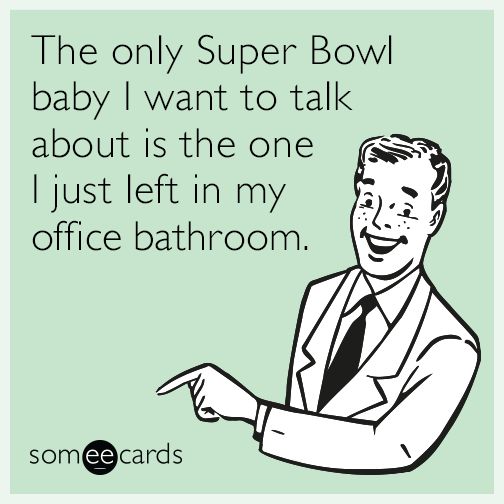 The only Super Bowl
baby I want to talk
about is the one
I just left in my
office bathroom.
someecards